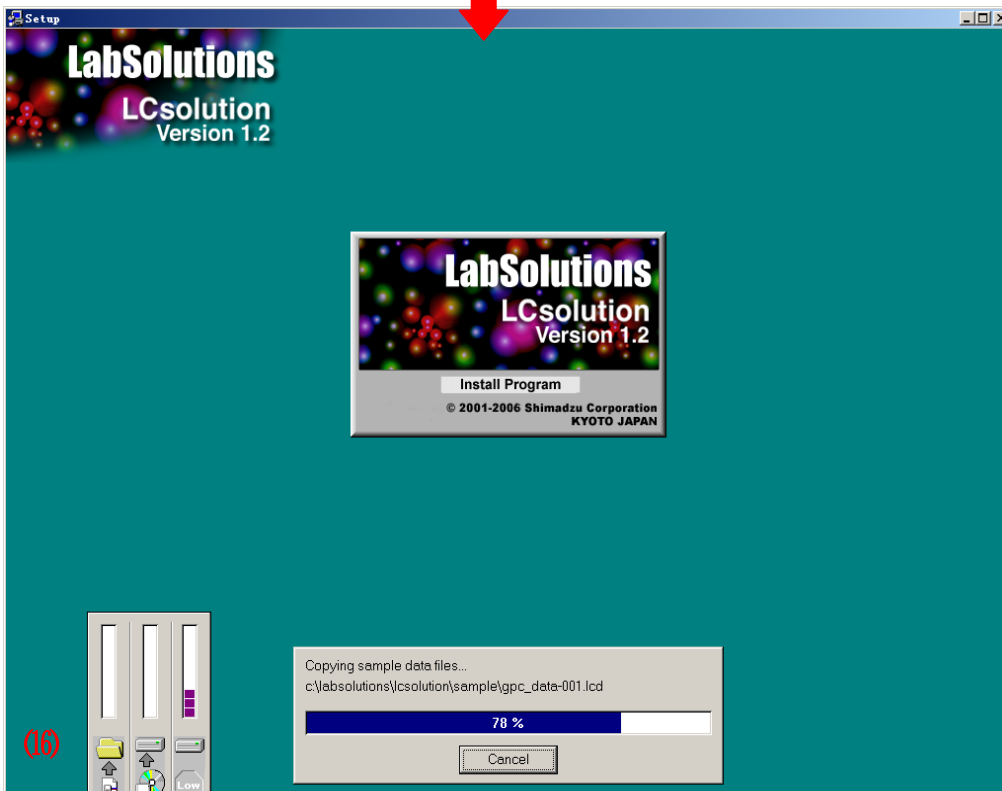 Setup
LabSolutions
LCsolution
Version 1.2
LabSolutions
LCsolution
Version 1.2
Install Program
© 2001-2006 Shimadzu Corporation
KYOTO JAPAN
Copying sample data files...
c:\labsolutions\lcsolution\sample\gpc_data-001.lcd
78 %
Cancel
(16)
Low